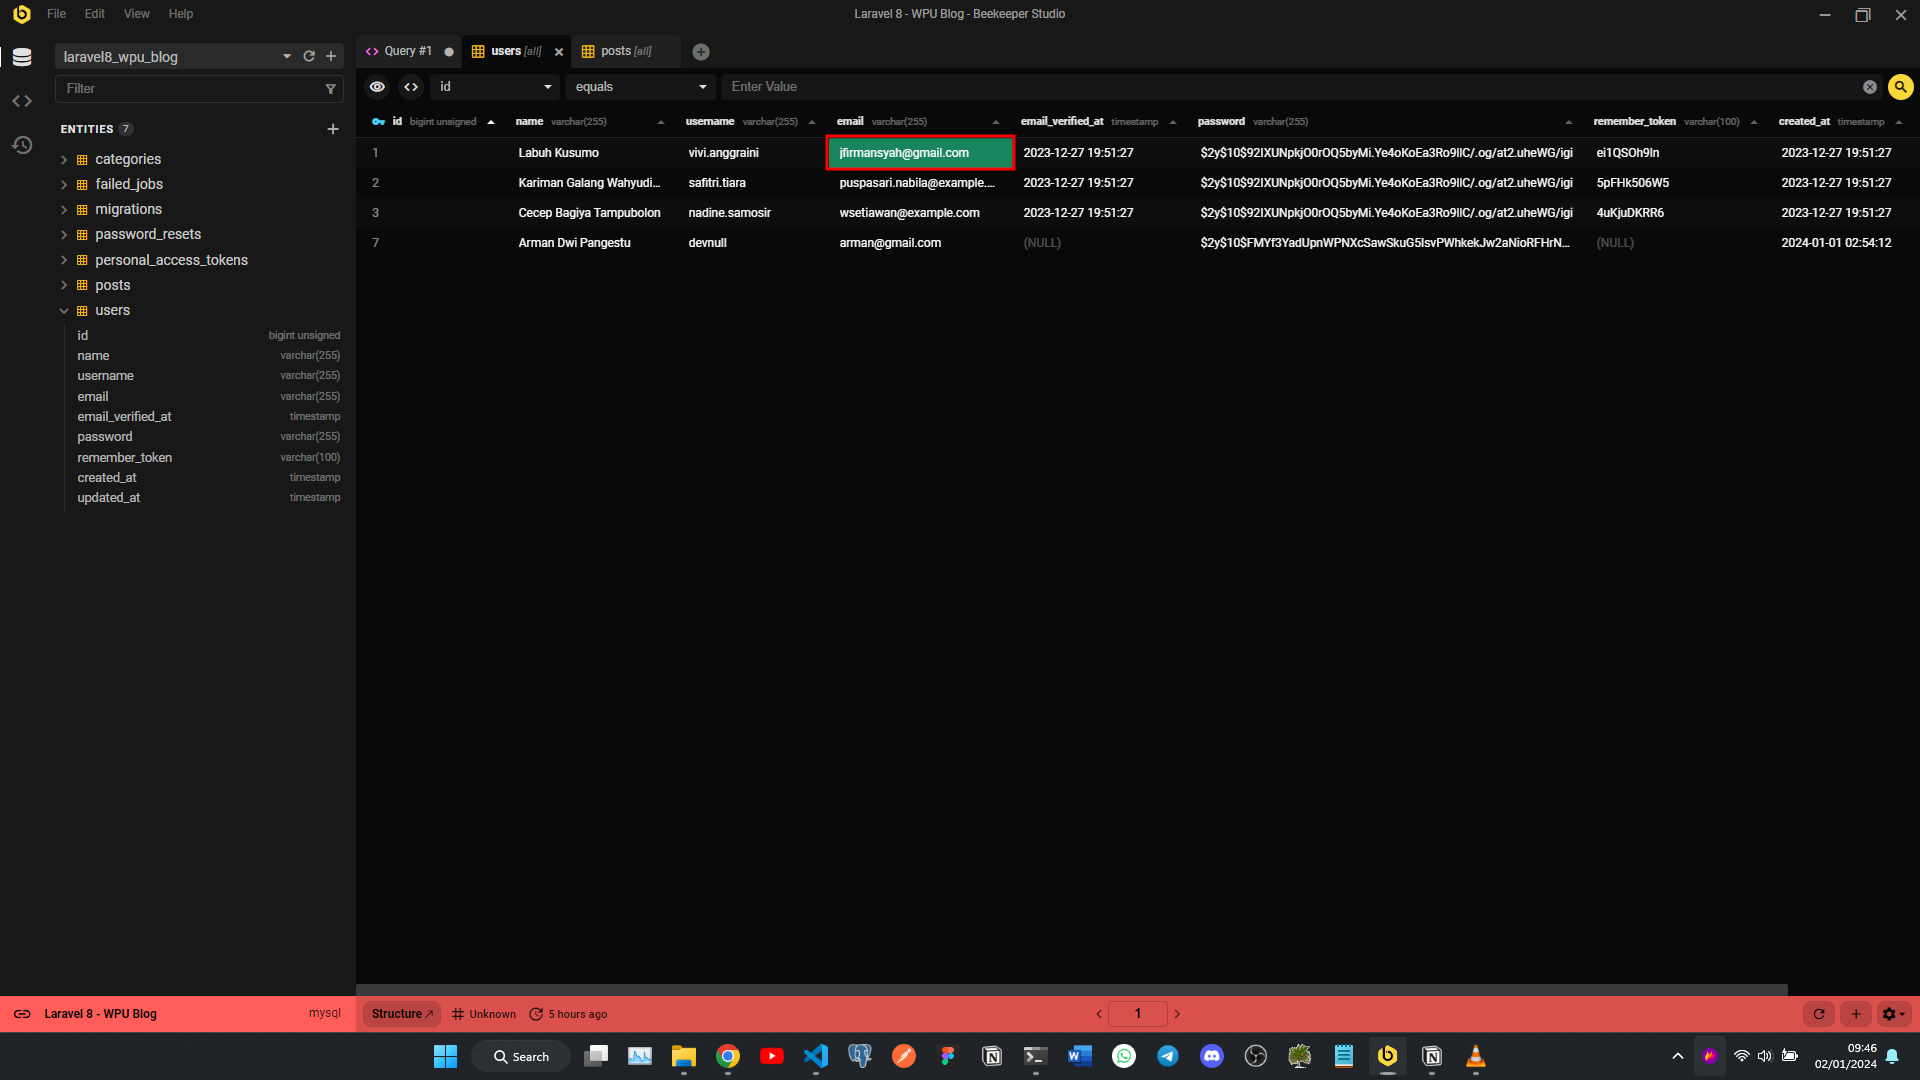 File Edit View Help
Laravel 8 - WPU Blog - Beekeeper Studio
laravel8_wpu_blog
Filter
ENTITIES 7
categories
failed_jobs
migrations
password_resets
personal_access_tokens
posts
users
id bigint unsigned
name varchar(255)
username varchar(255)
email varchar(255)
email_verified_at timestamp
password varchar(255)
remember_token varchar(100)
created_at timestamp
updated_at timestamp
Query #1 users [all] posts [all]
id equals Enter Value
id bigint unsigned name varchar(255) username varchar(255) email varchar(255) email_verified_at timestamp password varchar(255) remember_token varchar(100) created_at timestamp
1 Labuh Kusumo vivi.anggraini jfirmansyah@gmail.com 2023-12-27 19:51:27 $2y$10$92IXUNpkjO0rOQ5byMi.Ye4oKoEa3Ro9llC/.og/at2.uheWG/igi ei1QSOh9In 2023-12-27 19:51:27
2 Kariman Galang Wahyudi... safitri.tiara puspasari.nabila@example.... 2023-12-27 19:51:27 $2y$10$92IXUNpkjO0rOQ5byMi.Ye4oKoEa3Ro9llC/.og/at2.uheWG/igi 5pFHk506W5 2023-12-27 19:51:27
3 Cecep Bagiya Tampubolon nadine.samosir wsetiawan@example.com 2023-12-27 19:51:27 $2y$10$92IXUNpkjO0rOQ5byMi.Ye4oKoEa3Ro9llC/.og/at2.uheWG/igi 4uKjuDKRR6 2023-12-27 19:51:27
7 Arman Dwi Pangestu devnull arman@gmail.com (NULL) $2y$10$FMYf3YadUpnWPNXcSawSkuG5IsvPWhkekJw2aNioRFHrN... (NULL) 2024-01-01 02:54:12
Laravel 8 - WPU Blog mysql
Structure Unknown 5 hours ago
1
Search
09:46
02/01/2024